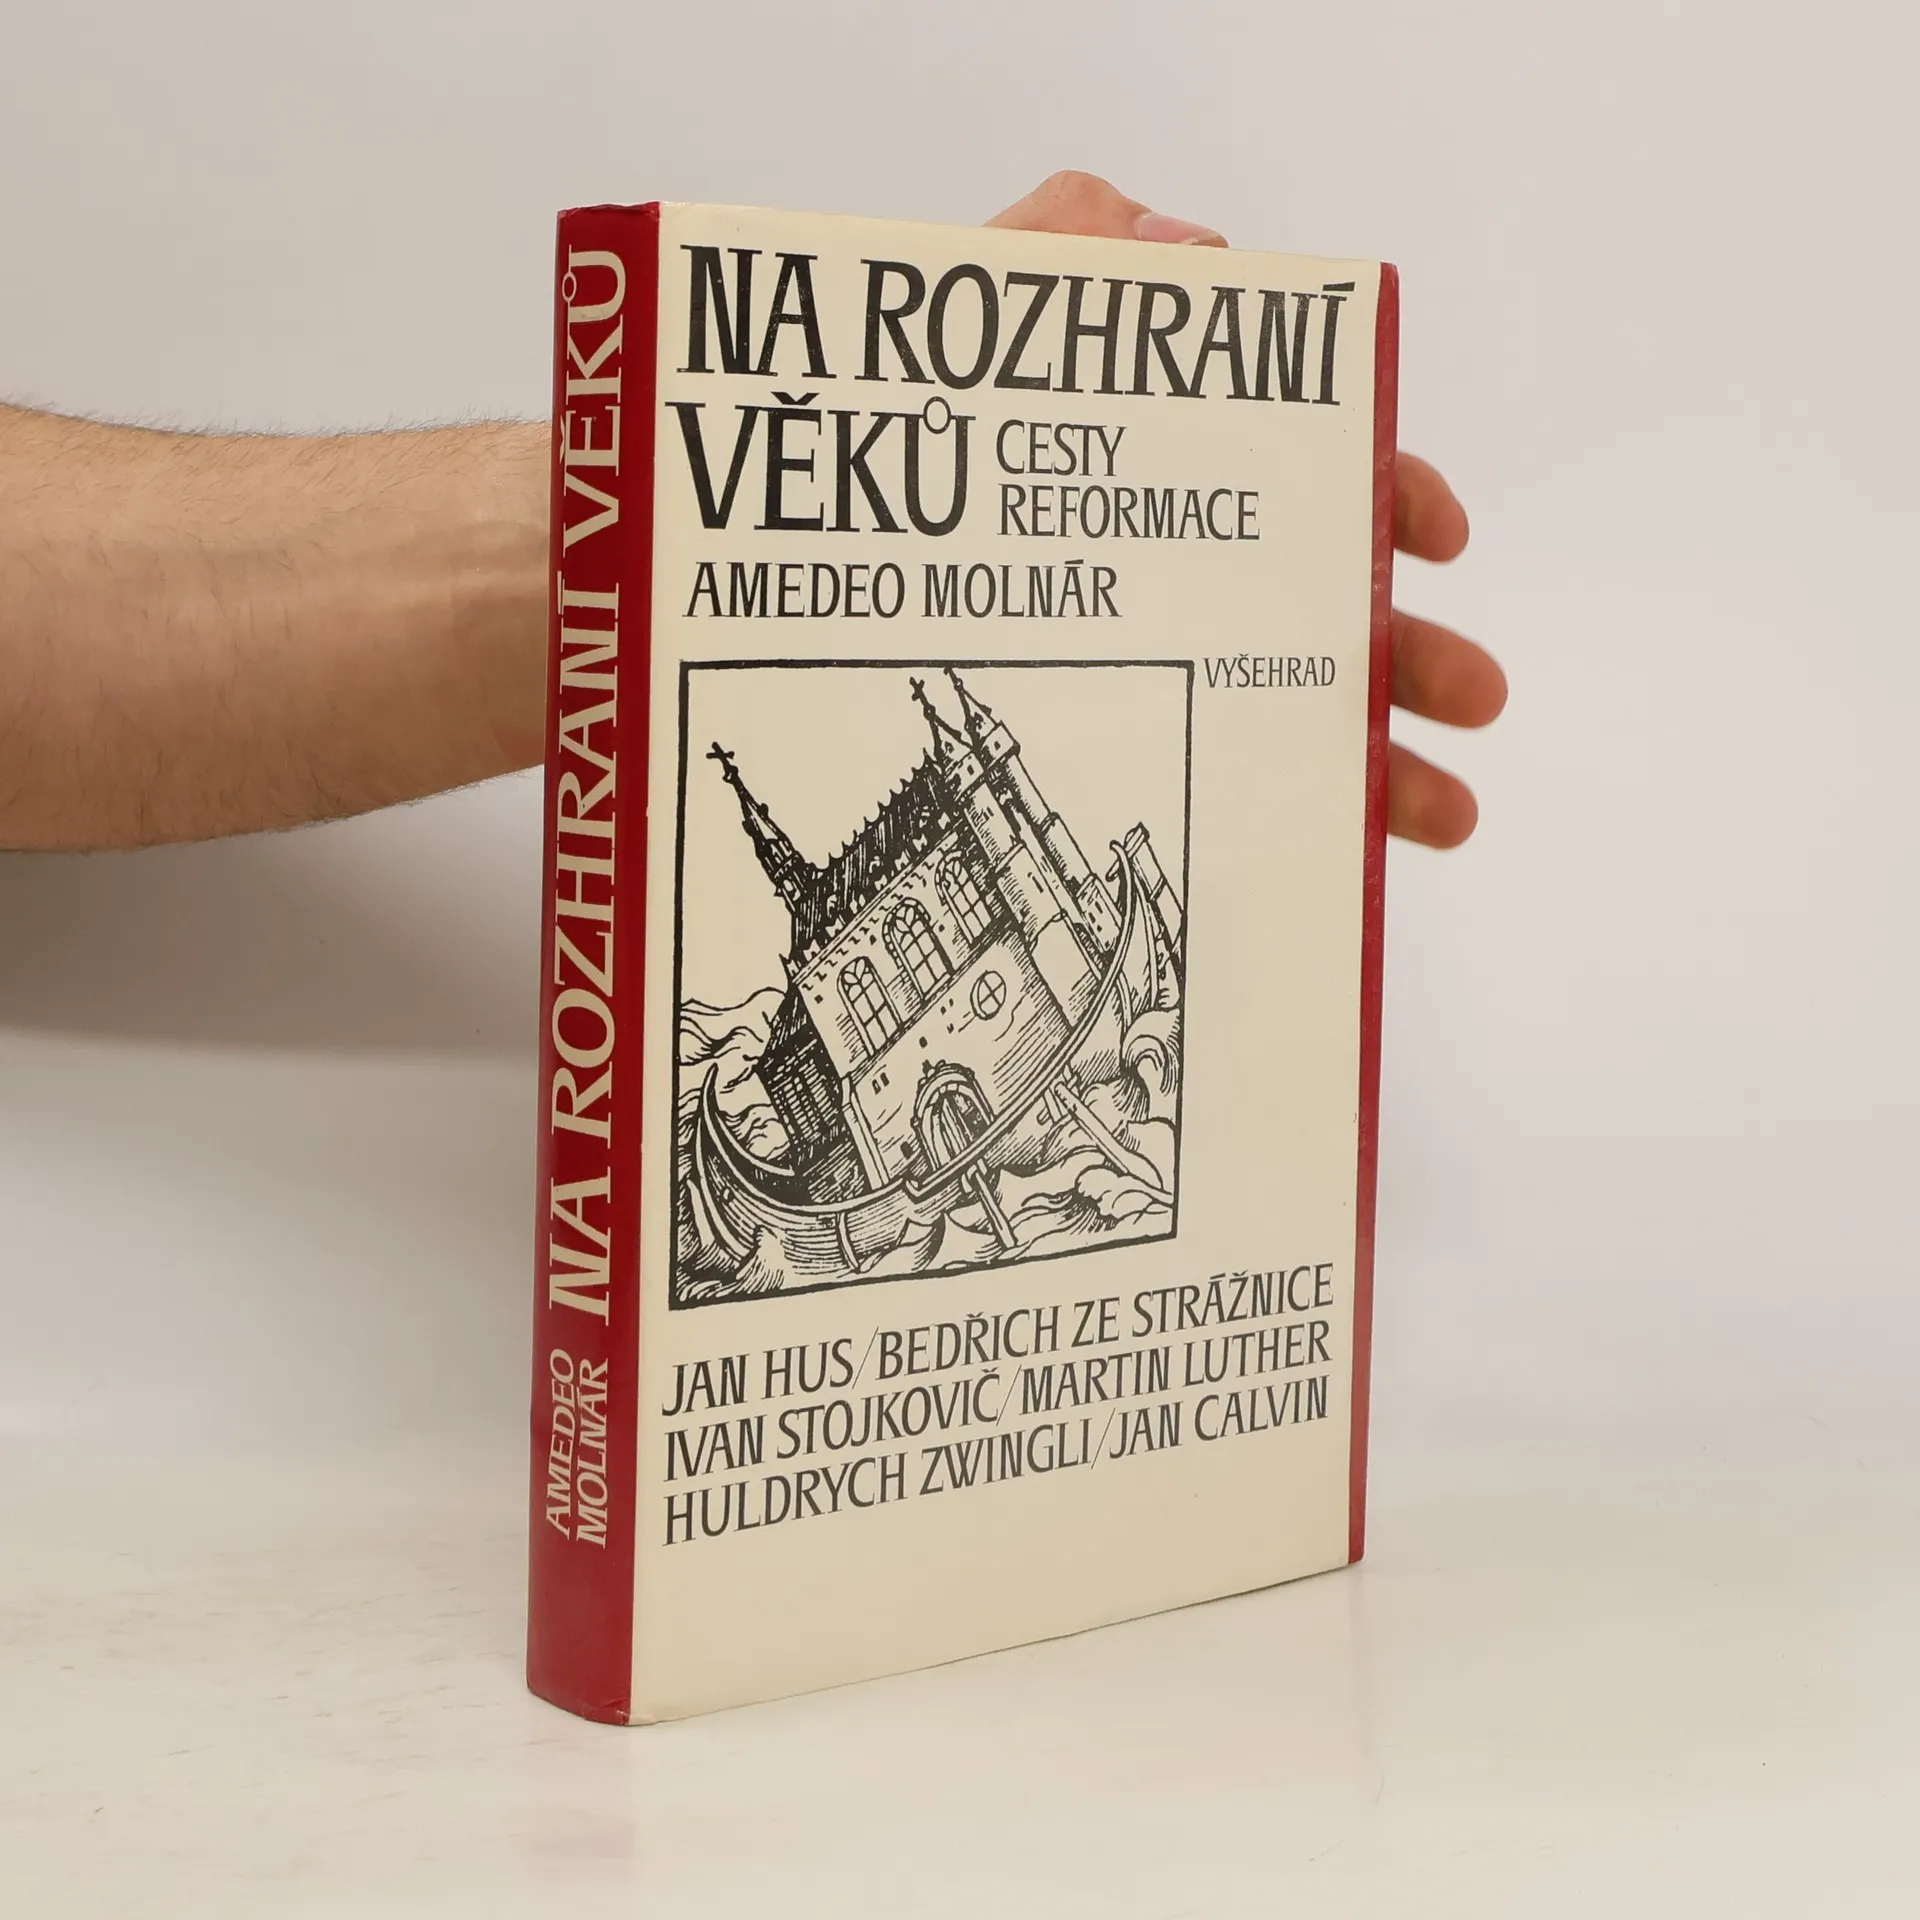 NA ROZHRANÍ
VĚKŮ
CESTY
REFORMACE
AMEDEO MOLNÁR
VYŠEHRAD
JAN HUS/BEDŘICH ZE STRÁŽNICE
IVAN STOJKOVIČ/MARTIN LUTHER
HULDRYCH ZWINGLI/JAN CALVIN
AMEDEO
MOLNÁR
NA ROZHRANÍ VĚKŮ